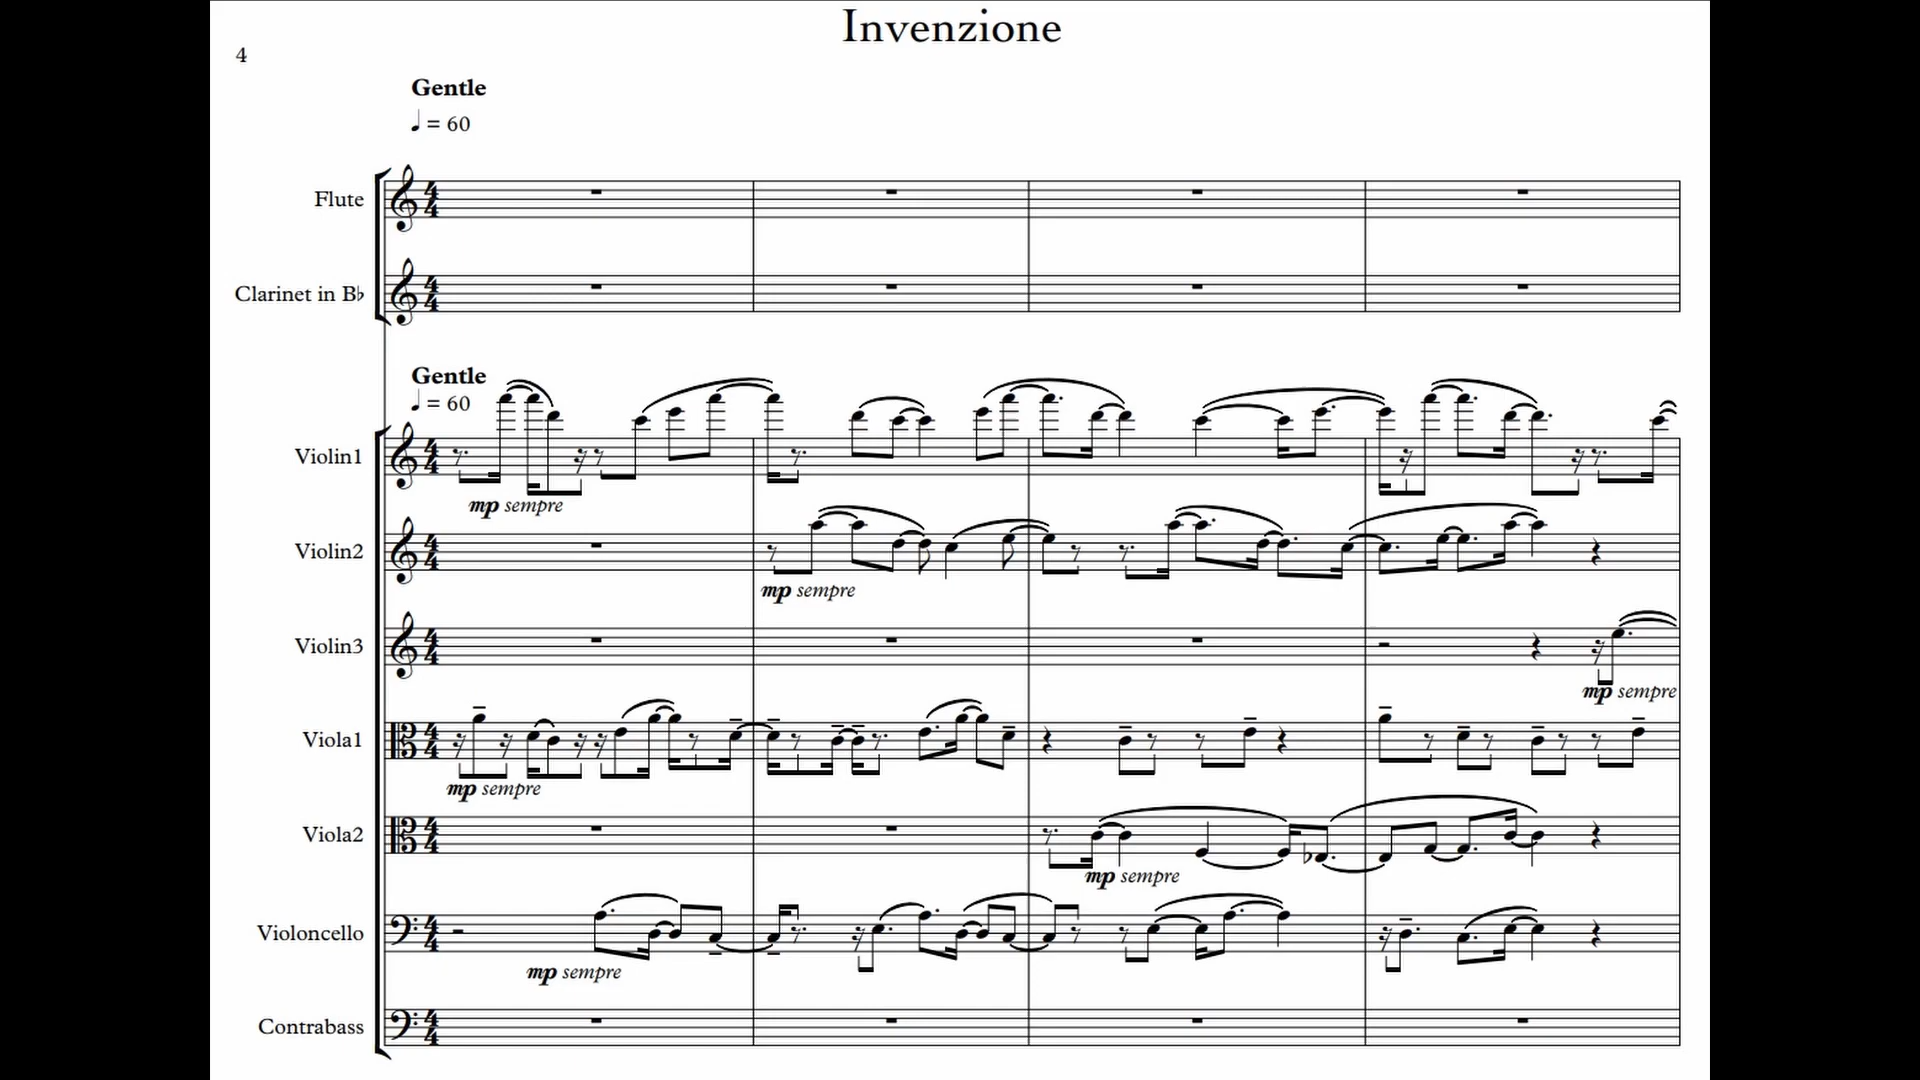 Invenzione
4
Gentle
♩ = 60
Flute
Clarinet in B♭
Gentle
♩ = 60
Violin1
mp sempre
Violin2
mp sempre
Violin3
mp sempre
Viola1
mp sempre
Viola2
mp sempre
Violoncello
mp sempre
Contrabass